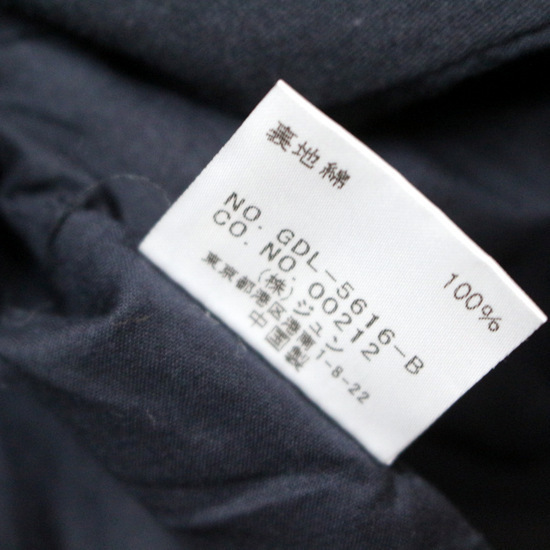 裏地綿 100%
NO. GDL-5616-B
CO. NO. 00212
(株)ジュン
東京都港区港南1-8-22
中国製